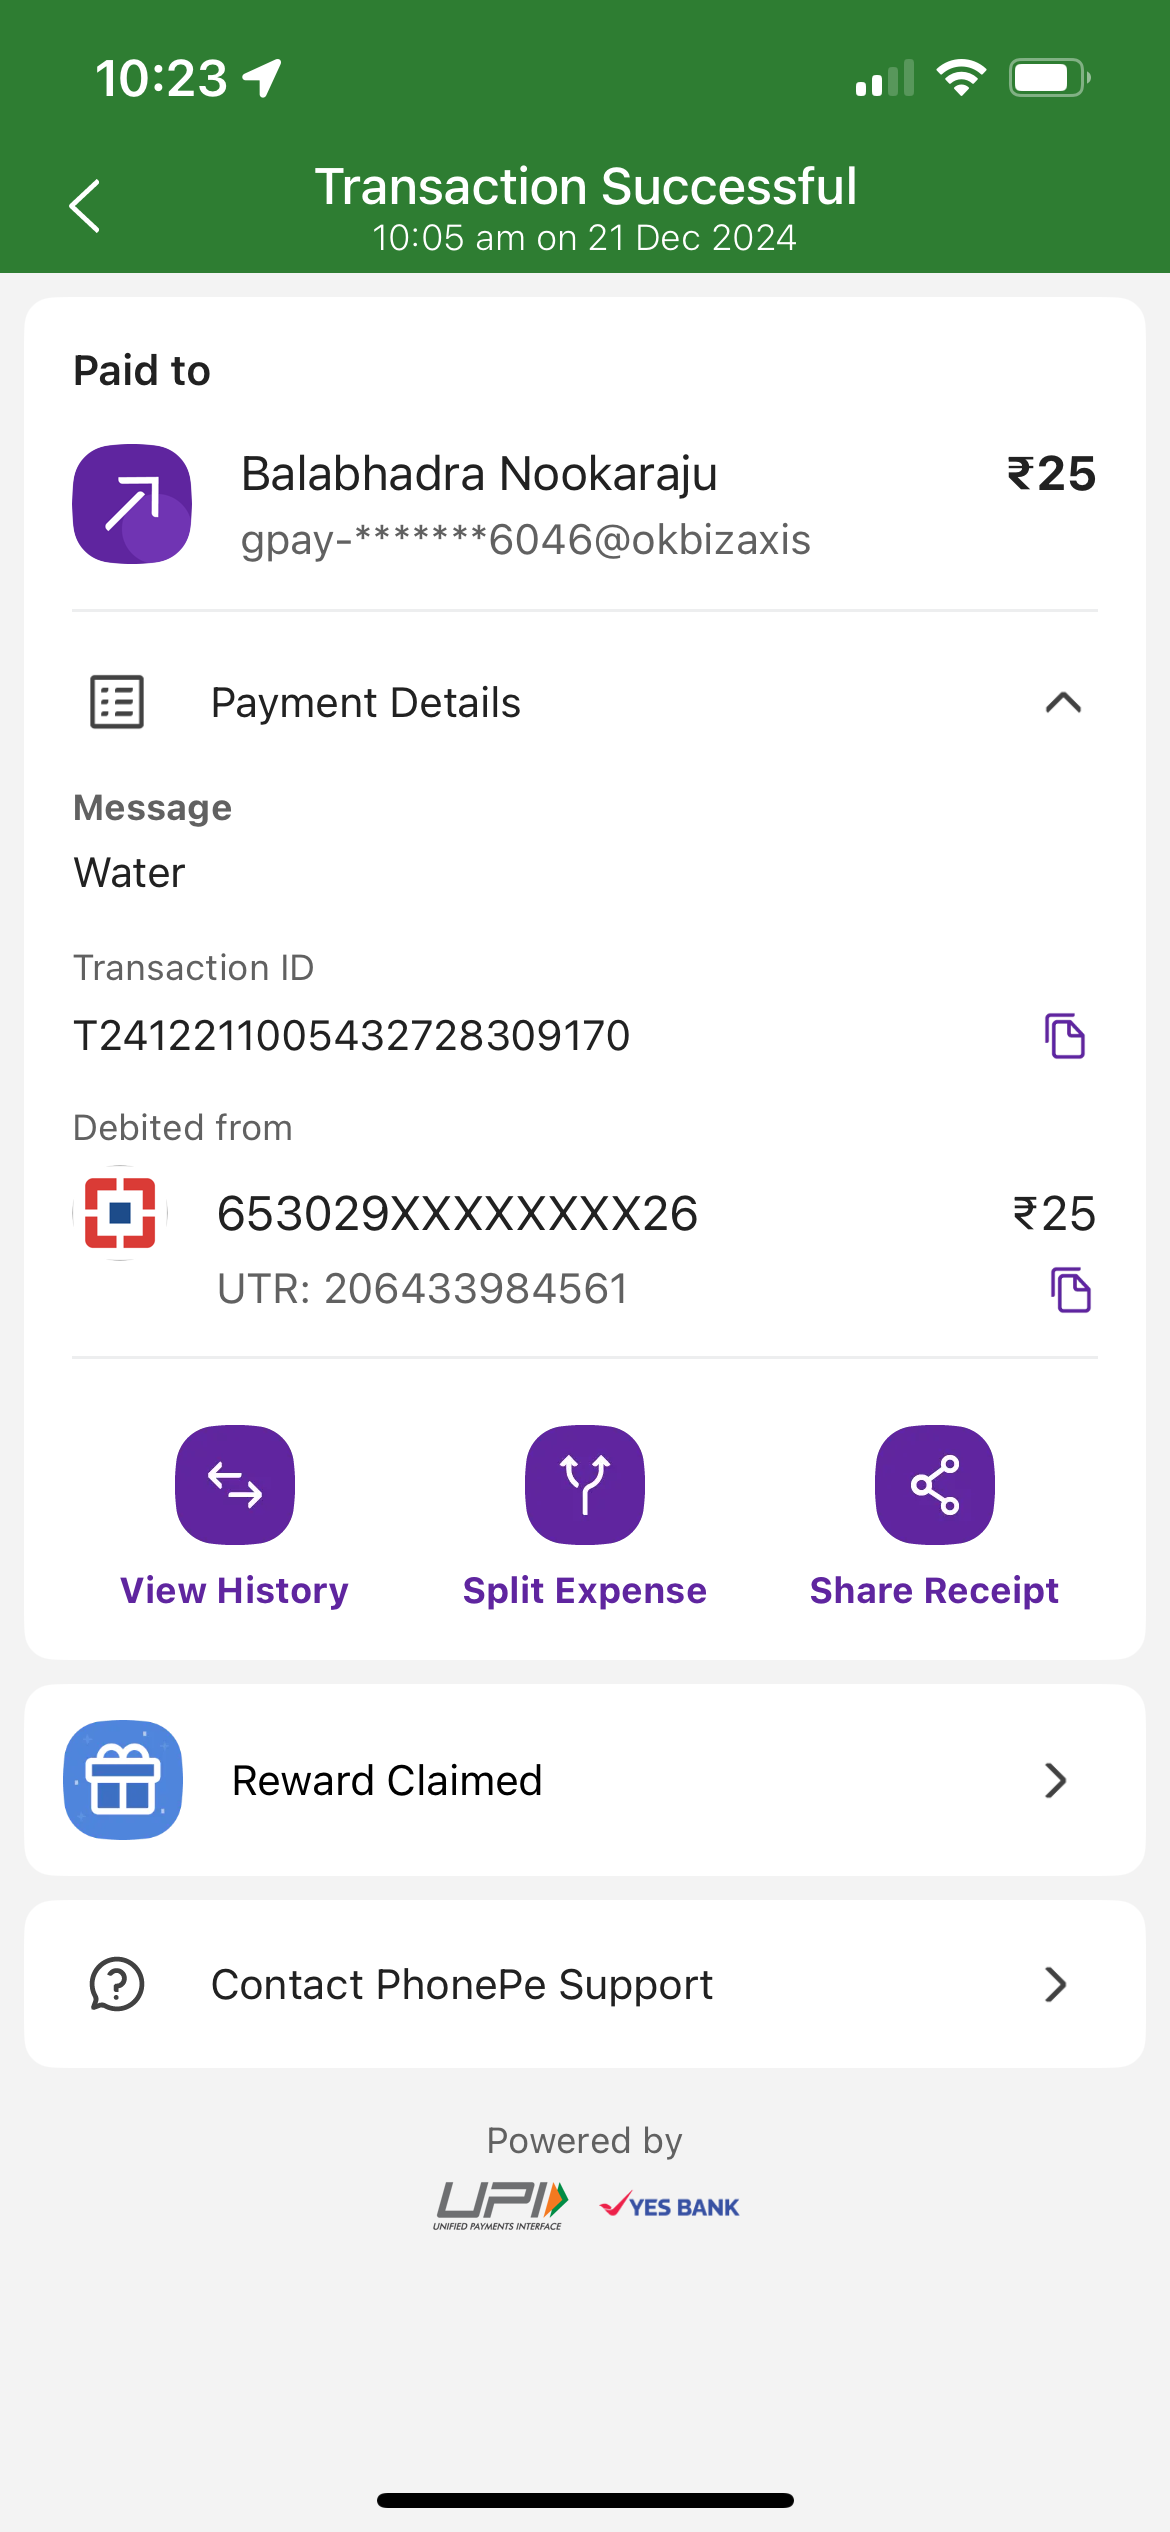 10:23
Transaction Successful
10:05 am on 21 Dec 2024
Paid to
Balabhadra Nookaraju ₹25
gpay-*******6046@okbizaxis
Payment Details
Message
Water
Transaction ID
T2412211005432728309170
Debited from
653029XXXXXXXX26 ₹25
UTR: 206433984561
View History Split Expense Share Receipt
Reward Claimed
Contact PhonePe Support
Powered by
UPI YES BANK
UNIFIED PAYMENTS INTERFACE